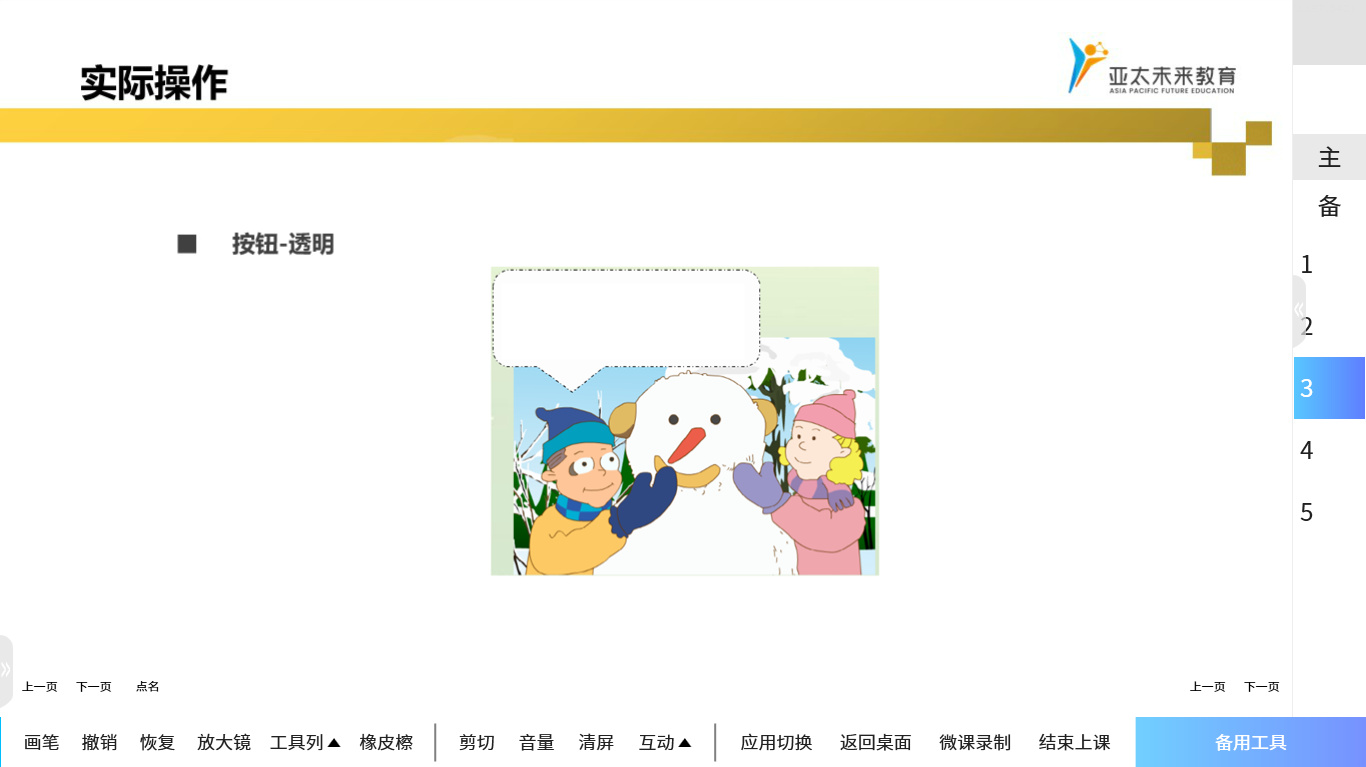 实际操作
亚太未来教育
ASIA PACIFIC FUTURE EDUCATION
按钮-透明
主
备
1
2
3
4
5
上一页 下一页 点名
上一页 下一页
画笔 撤销 恢复 放大镜 工具列▲ 橡皮檫 剪切 音量 清屏 互动▲ 应用切换 返回桌面 微课录制 结束上课 备用工具